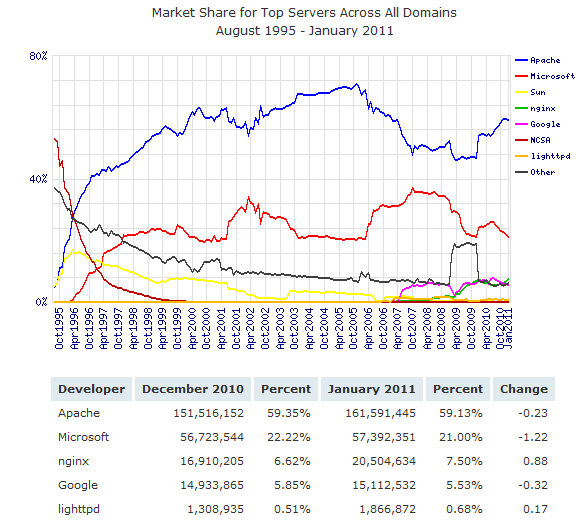 Market Share for Top Servers Across All Domains
August 1995 - January 2011
80%
40%
0%
Apache
Microsoft
Sun
nginx
Google
NCSA
lighttpd
Other
Oct1995
Apr1996
Oct1996
Apr1997
Oct1997
Apr1998
Oct1998
Apr1999
Oct1999
Apr2000
Oct2000
Apr2001
Oct2001
Apr2002
Oct2002
Apr2003
Oct2003
Apr2004
Oct2004
Apr2005
Oct2005
Apr2006
Oct2006
Apr2007
Oct2007
Apr2008
Oct2008
Apr2009
Oct2009
Apr2010
Oct2010
Jan2011
Developer December 2010 Percent January 2011 Percent Change
Apache 151,516,152 59.35% 161,591,445 59.13% -0.23
Microsoft 56,723,544 22.22% 57,392,351 21.00% -1.22
nginx 16,910,205 6.62% 20,504,634 7.50% 0.88
Google 14,933,865 5.85% 15,112,532 5.53% -0.32
lighttpd 1,308,935 0.51% 1,866,872 0.68% 0.17